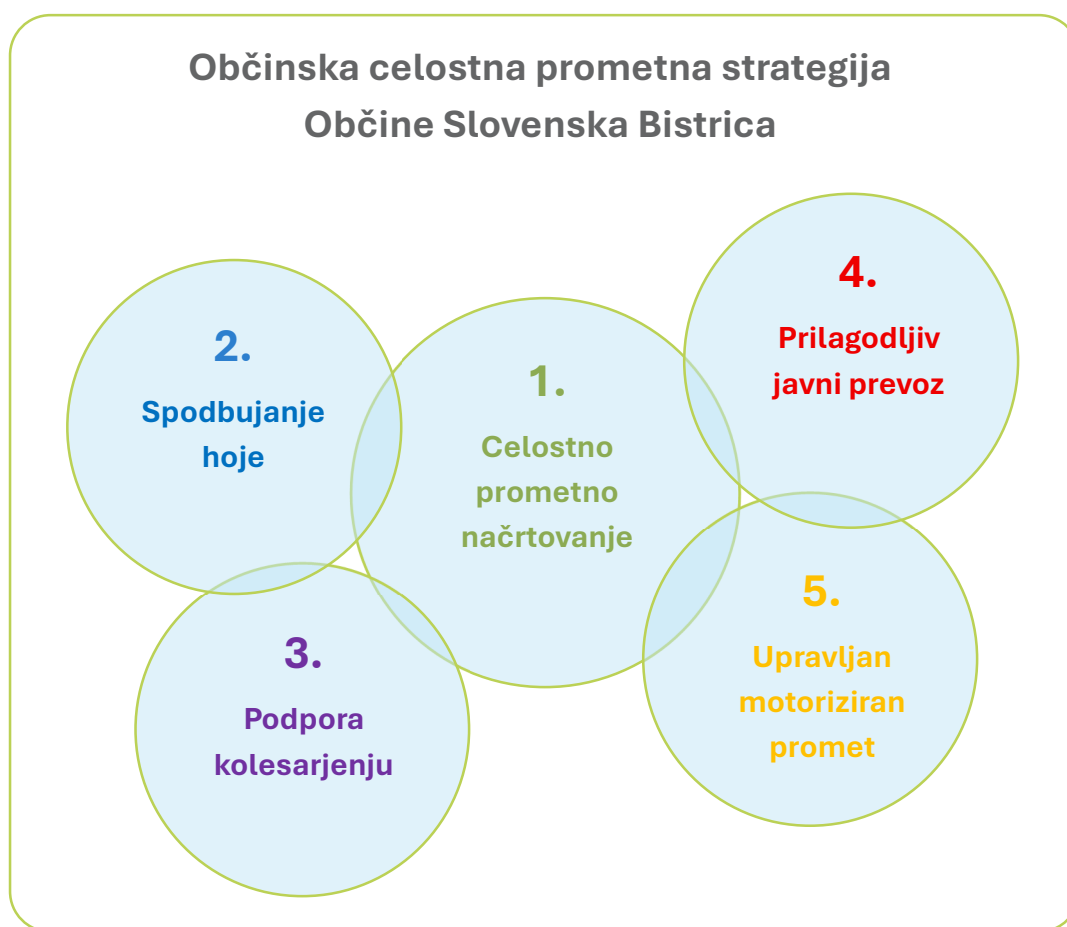 Občinska celostna prometna strategija
Občine Slovenska Bistrica
1.
Celostno
prometno
načrtovanje
2.
Spodbujanje
hoje
3.
Podpora
kolesarjenju
4.
Prilagodljiv
javni prevoz
5.
Upravljan
motoriziran
promet